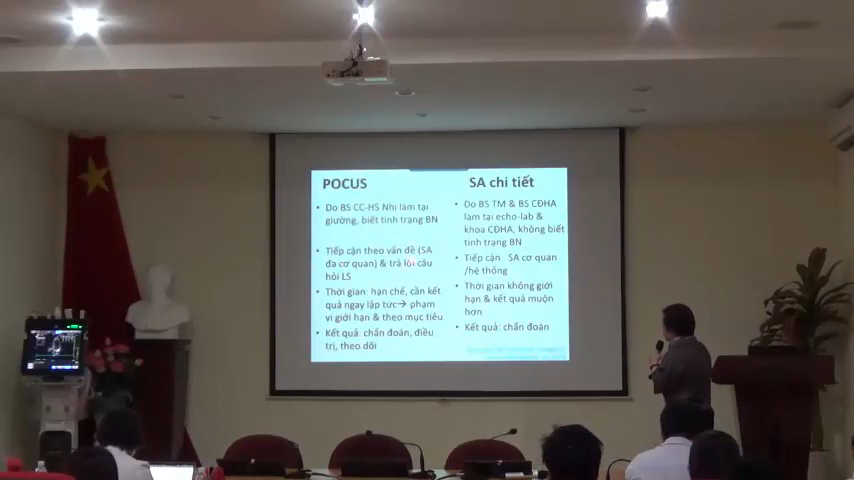 POCUS
• Do BS CC-HS Nhi làm tại
giường, biết tình trạng BN
• Tiếp cận theo vấn đề (SA
đa cơ quan) & trả lời câu
hỏi LS
• Thời gian: hạn chế, cần kết
quả ngay lập tức→ phạm
vi giới hạn & theo mục tiêu
• Kết quả: chẩn đoán, điều
trị, theo dõi
SA chi tiết
• Do BS TM & BS CĐHA
làm tại echo-lab &
khoa CĐHA, không biết
tình trạng BN
• Tiếp cận SA cơ quan
/hệ thống
• Thời gian không giới
hạn & kết quả muộn
hơn
• Kết quả: chẩn đoán